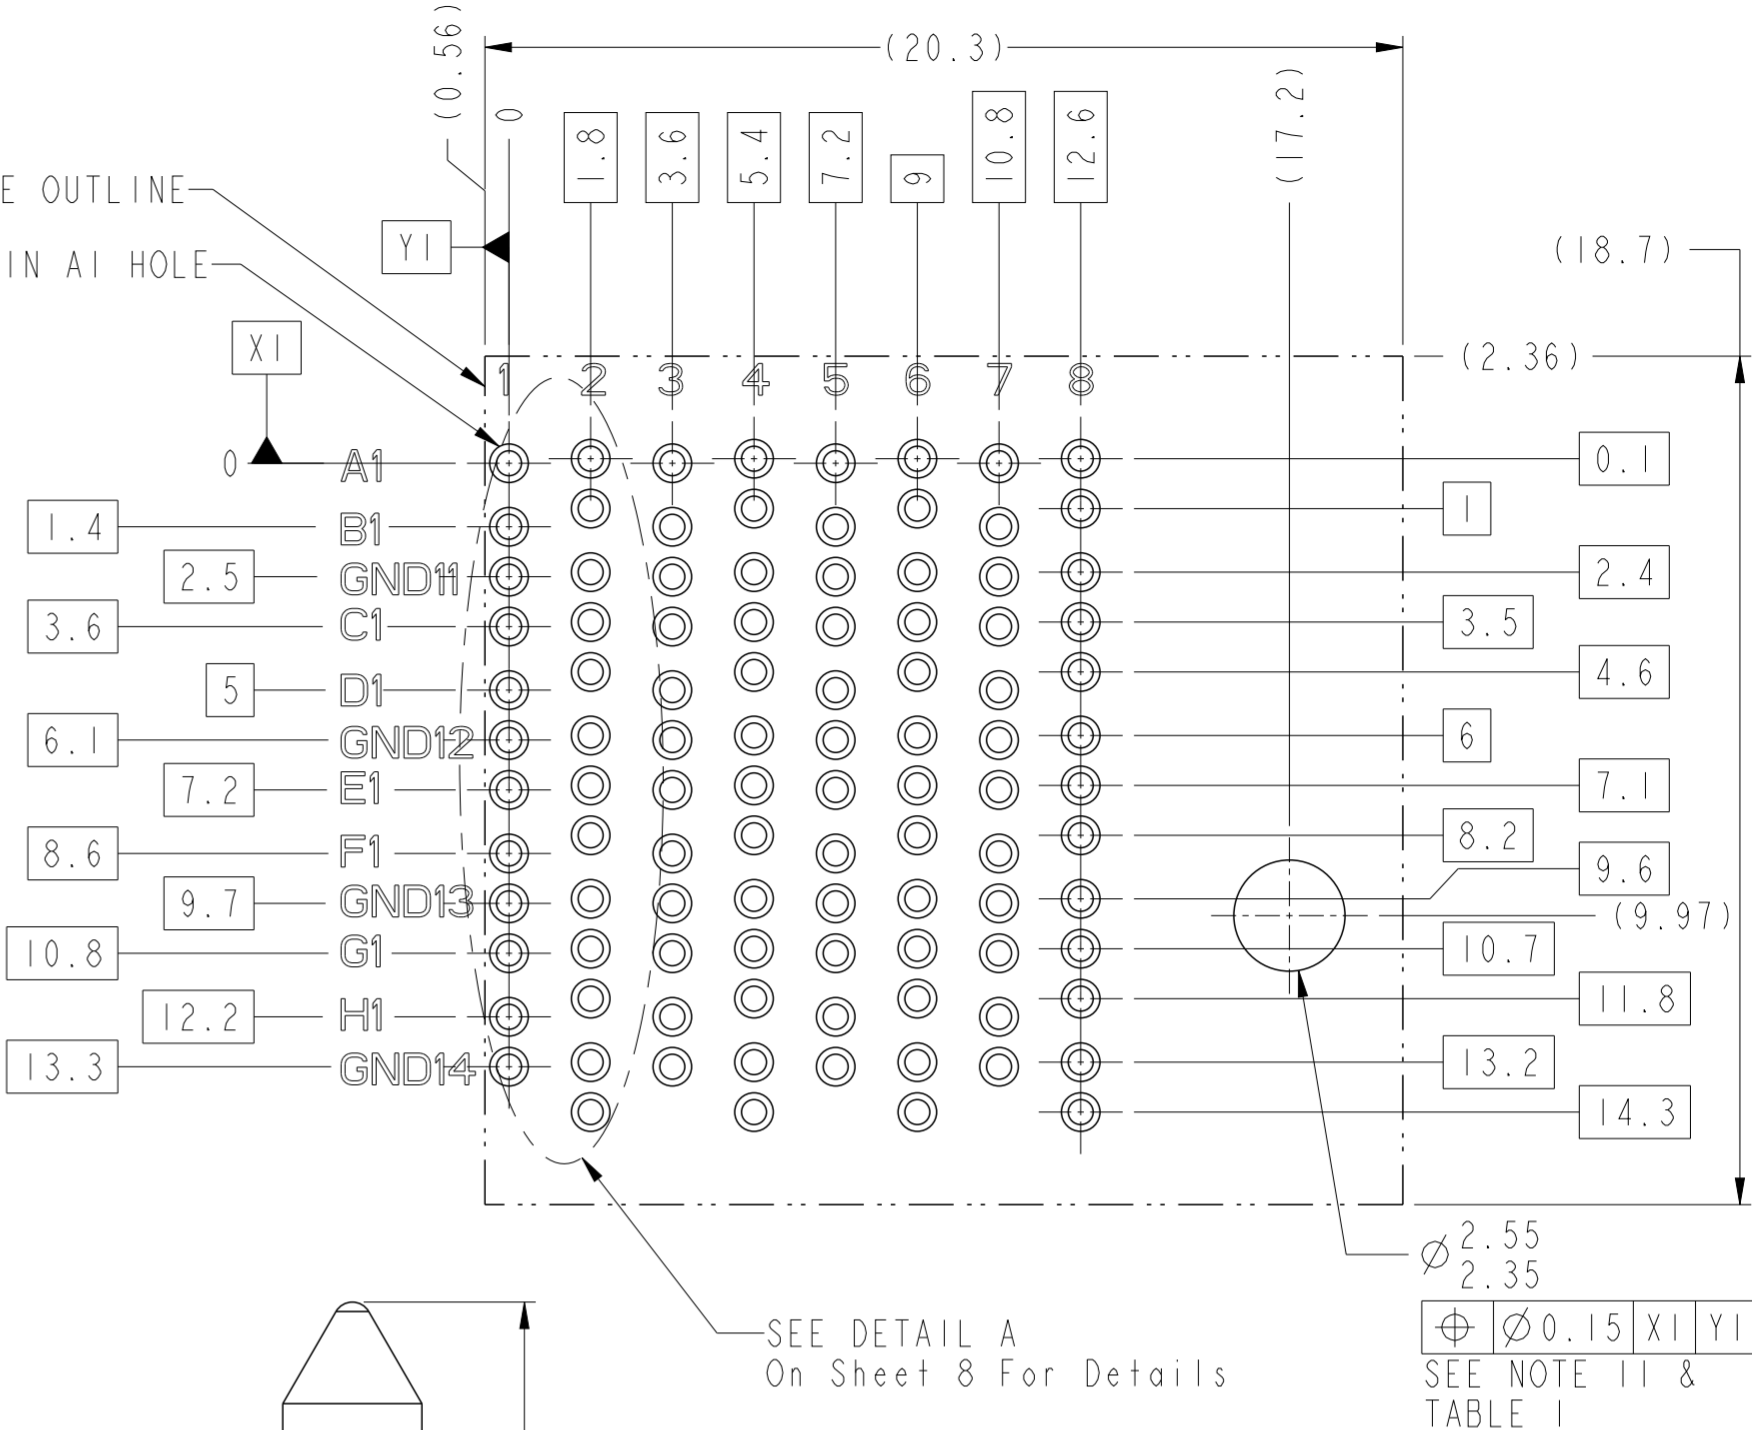 (0.56)
(20.3)
0
1.8
3.6
5.4
7.2
9
10.8
12.6
(17.2)
E OUTLINE
Y1
IN A1 HOLE
(18.7)
X1
(2.36)
1 2 3 4 5 6 7 8
0 A1
0.1
1.4 B1
1
2.5 GND11
2.4
3.6 C1
3.5
5 D1
4.6
6.1 GND12
6
7.2 E1
7.1
8.6 F1
8.2
9.6
9.7 GND13
(9.97)
10.8 G1
10.7
12.2 H1
11.8
13.3 GND14
13.2
14.3
⌀ 2.55
2.35
⌖ ⌀0.15 X1 Y1
SEE NOTE 11 &
TABLE 1
SEE DETAIL A
On Sheet 8 For Details